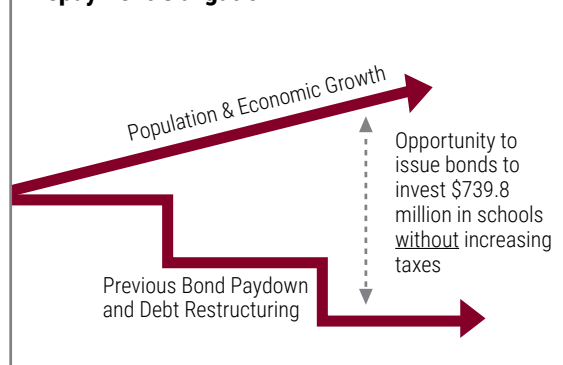 Population & Economic Growth
Opportunity to
issue bonds to
invest $739.8
million in schools
without increasing
taxes
Previous Bond Paydown
and Debt Restructuring